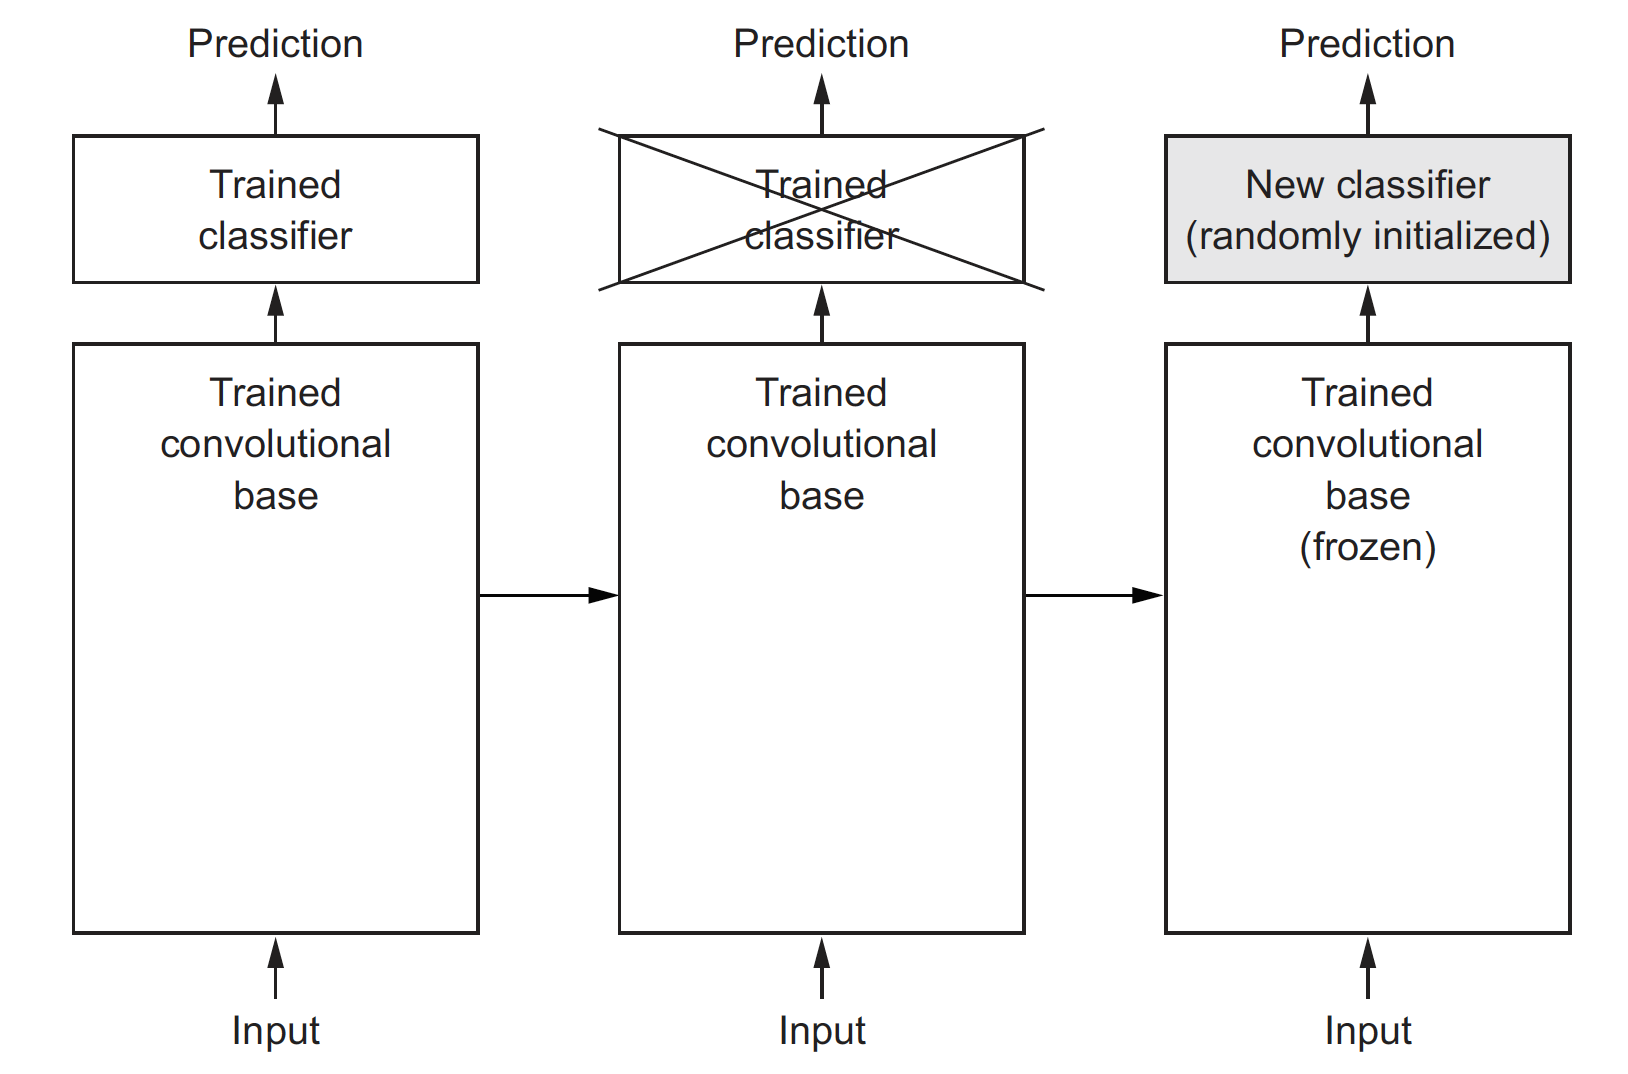 Prediction
Trained
classifier
Trained
convolutional
base
Input
Prediction
Trained
classifier
Trained
convolutional
base
Input
Prediction
New classifier
(randomly initialized)
Trained
convolutional
base
(frozen)
Input